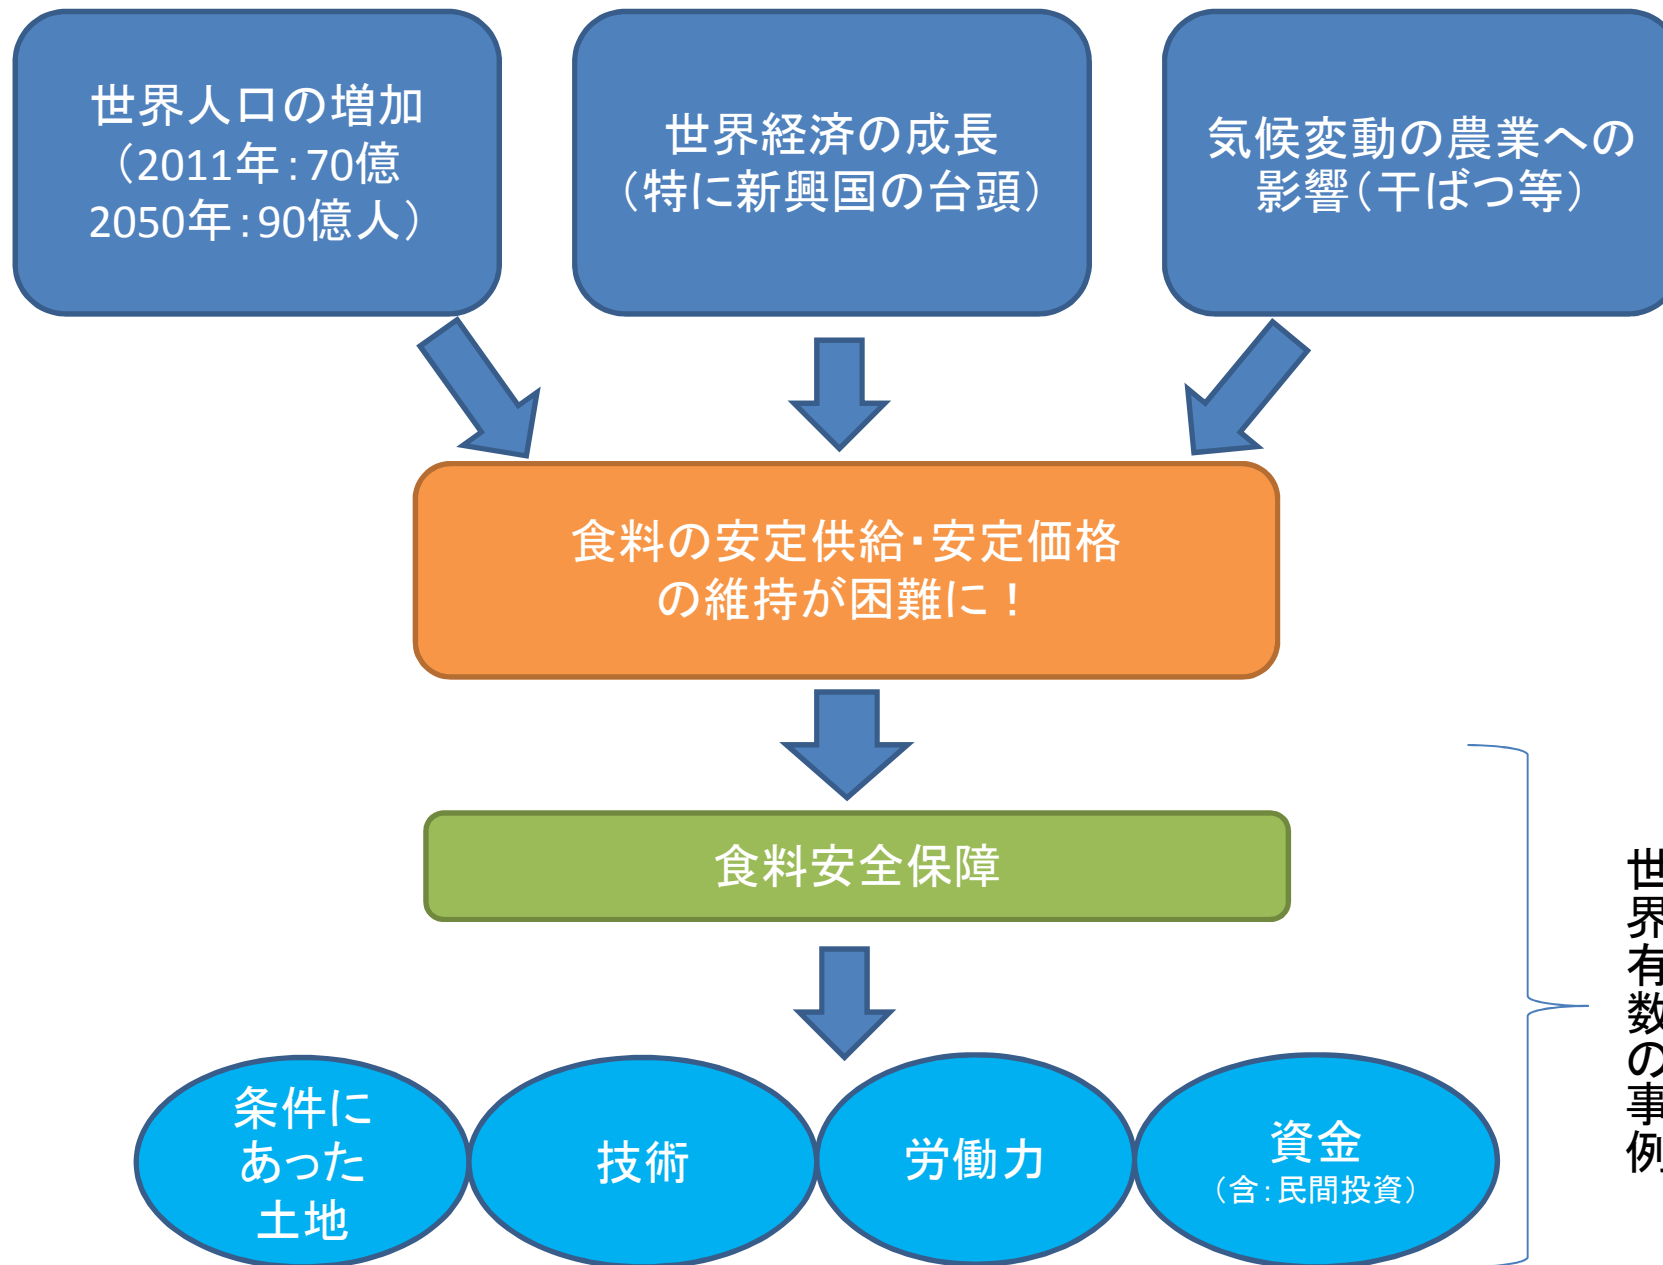 世界人口の増加
（2011年：70億
2050年：90億人）
世界経済の成長
（特に新興国の台頭）
気候変動の農業への
影響（干ばつ等）
食料の安定供給・安定価格
の維持が困難に！
食料安全保障
条件に
あった
土地
技術
労働力
資金
（含：民間投資）
世界有数の事例